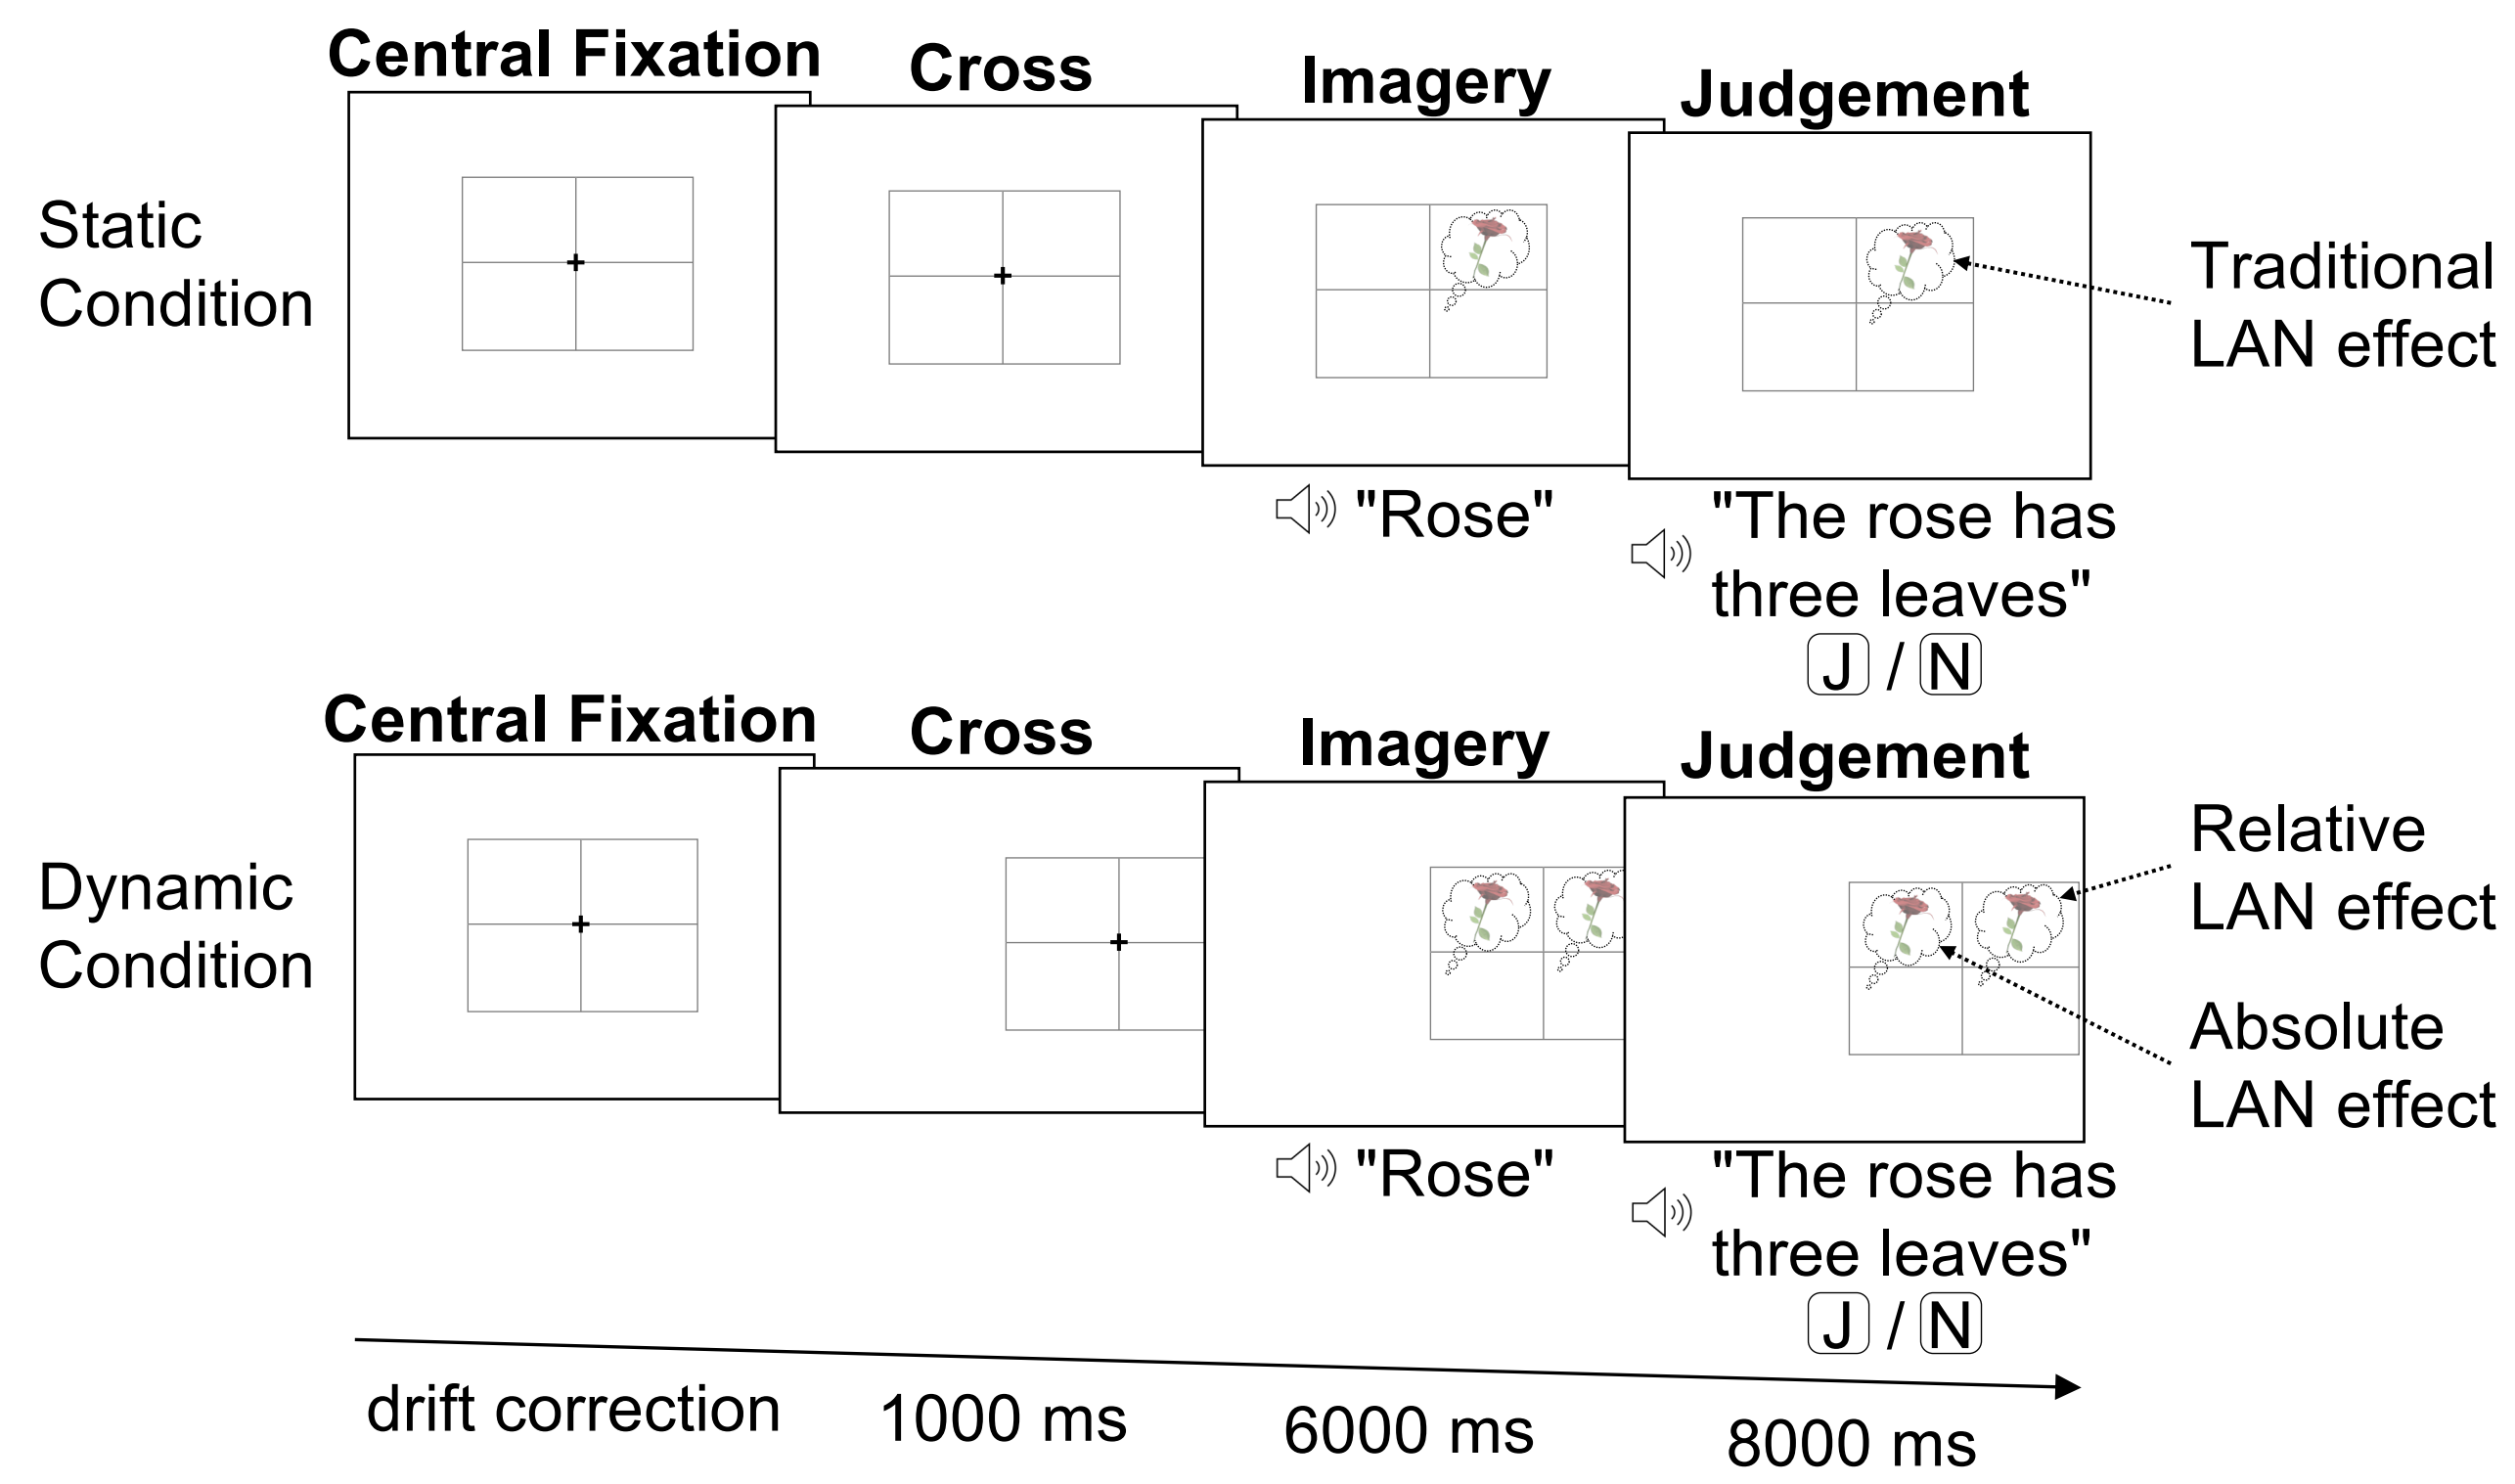 Central Fixation
Cross
Imagery
Judgement
Static
Condition
Traditional
LAN effect
"Rose"
"The rose has
three leaves"
J / N
Central Fixation
Cross
Imagery
Judgement
Dynamic
Condition
Relative
LAN effect
Absolute
LAN effect
"Rose"
"The rose has
three leaves"
J / N
drift correction
1000 ms
6000 ms
8000 ms